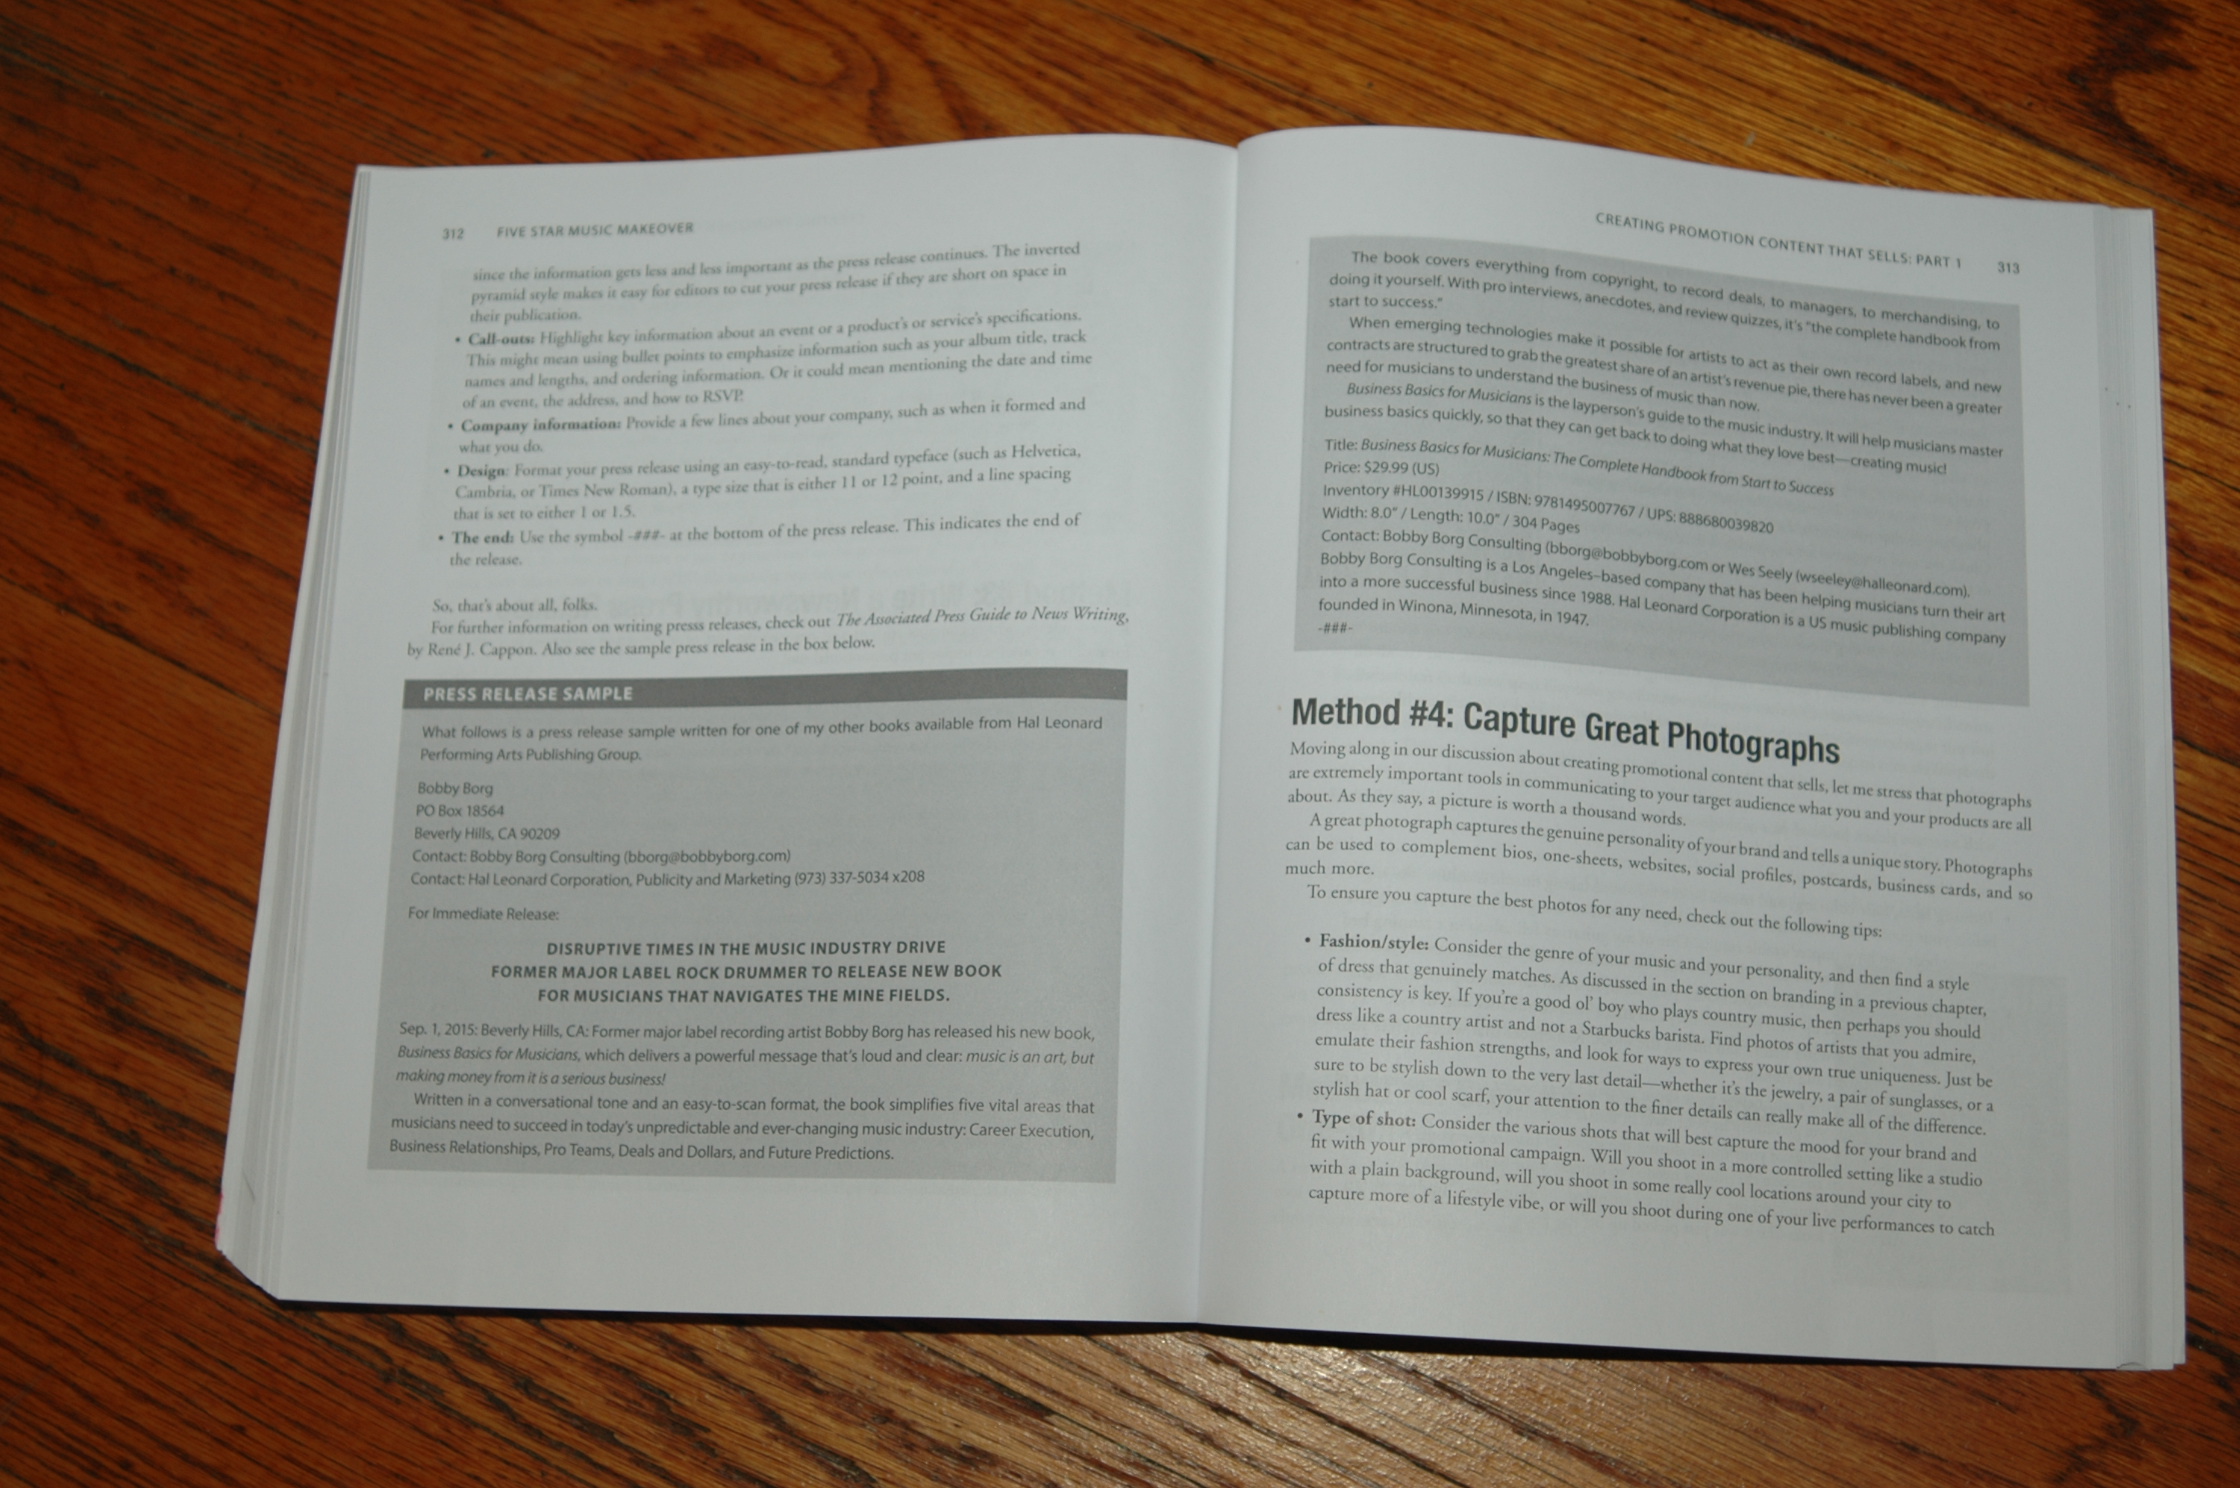 312 FIVE STAR MUSIC MAKEOVER
since the information gets less and less important as the press release continues. The inverted
pyramid style makes it easy for editors to cut your press release if they are short on space in
their publication.
• Call-outs: Highlight key information about an event or a product's or service's specifications.
This might mean using bullet points to emphasize information such as your album title, track
names and lengths, and ordering information. Or it could mean mentioning the date and time
of an event, the address, and how to RSVP.
• Company information: Provide a few lines about your company, such as when it formed and
what you do.
• Design: Format your press release using an easy-to-read, standard typeface (such as Helvetica,
Cambria, or Times New Roman), a type size that is either 11 or 12 point, and a line spacing
that is set to either 1 or 1.5.
• The end: Use the symbol -###- at the bottom of the press release. This indicates the end of
the release.
So, that's about all, folks.
For further information on writing presss releases, check out The Associated Press Guide to News Writing,
by René J. Cappon. Also see the sample press release in the box below.
PRESS RELEASE SAMPLE
What follows is a press release sample written for one of my other books available from Hal Leonard
Performing Arts Publishing Group.
Bobby Borg
PO Box 18564
Beverly Hills, CA 90209
Contact: Bobby Borg Consulting (bborg@bobbyborg.com)
Contact: Hal Leonard Corporation, Publicity and Marketing (973) 337-5034 x208
For Immediate Release:
DISRUPTIVE TIMES IN THE MUSIC INDUSTRY DRIVE
FORMER MAJOR LABEL ROCK DRUMMER TO RELEASE NEW BOOK
FOR MUSICIANS THAT NAVIGATES THE MINE FIELDS.
Sep. 1, 2015: Beverly Hills, CA: Former major label recording artist Bobby Borg has released his new book,
Business Basics for Musicians, which delivers a powerful message that's loud and clear: music is an art, but
making money from it is a serious business!
Written in a conversational tone and an easy-to-scan format, the book simplifies five vital areas that
musicians need to succeed in today's unpredictable and ever-changing music industry: Career Execution,
Business Relationships, Pro Teams, Deals and Dollars, and Future Predictions.
CREATING PROMOTION CONTENT THAT SELLS: PART 1 313
The book covers everything from copyright, to record deals, to managers, to merchandising, to
doing it yourself. With pro interviews, anecdotes, and review quizzes, it's "the complete handbook from
start to success."
When emerging technologies make it possible for artists to act as their own record labels, and new
contracts are structured to grab the greatest share of an artist's revenue pie, there has never been a greater
need for musicians to understand the business of music than now.
Business Basics for Musicians is the layperson's guide to the music industry. It will help musicians master
business basics quickly, so that they can get back to doing what they love best—creating music!
Title: Business Basics for Musicians: The Complete Handbook from Start to Success
Price: $29.99 (US)
Inventory #HL00139915 / ISBN: 9781495007767 / UPS: 888680039820
Width: 8.0" / Length: 10.0" / 304 Pages
Contact: Bobby Borg Consulting (bborg@bobbyborg.com or Wes Seely (wseeley@halleonard.com).
Bobby Borg Consulting is a Los Angeles–based company that has been helping musicians turn their art
into a more successful business since 1988. Hal Leonard Corporation is a US music publishing company
founded in Winona, Minnesota, in 1947.
-###-
Method #4: Capture Great Photographs
Moving along in our discussion about creating promotional content that sells, let me stress that photographs
are extremely important tools in communicating to your target audience what you and your products are all
about. As they say, a picture is worth a thousand words.
A great photograph captures the genuine personality of your brand and tells a unique story. Photographs
can be used to complement bios, one-sheets, websites, social profiles, postcards, business cards, and so
much more.
To ensure you capture the best photos for any need, check out the following tips:
• Fashion/style: Consider the genre of your music and your personality, and then find a style
of dress that genuinely matches. As discussed in the section on branding in a previous chapter,
consistency is key. If you're a good ol' boy who plays country music, then perhaps you should
dress like a country artist and not a Starbucks barista. Find photos of artists that you admire,
emulate their fashion strengths, and look for ways to express your own true uniqueness. Just be
sure to be stylish down to the very last detail—whether it's the jewelry, a pair of sunglasses, or a
stylish hat or cool scarf, your attention to the finer details can really make all of the difference.
• Type of shot: Consider the various shots that will best capture the mood for your brand and
fit with your promotional campaign. Will you shoot in a more controlled setting like a studio
with a plain background, will you shoot in some really cool locations around your city to
capture more of a lifestyle vibe, or will you shoot during one of your live performances to catch